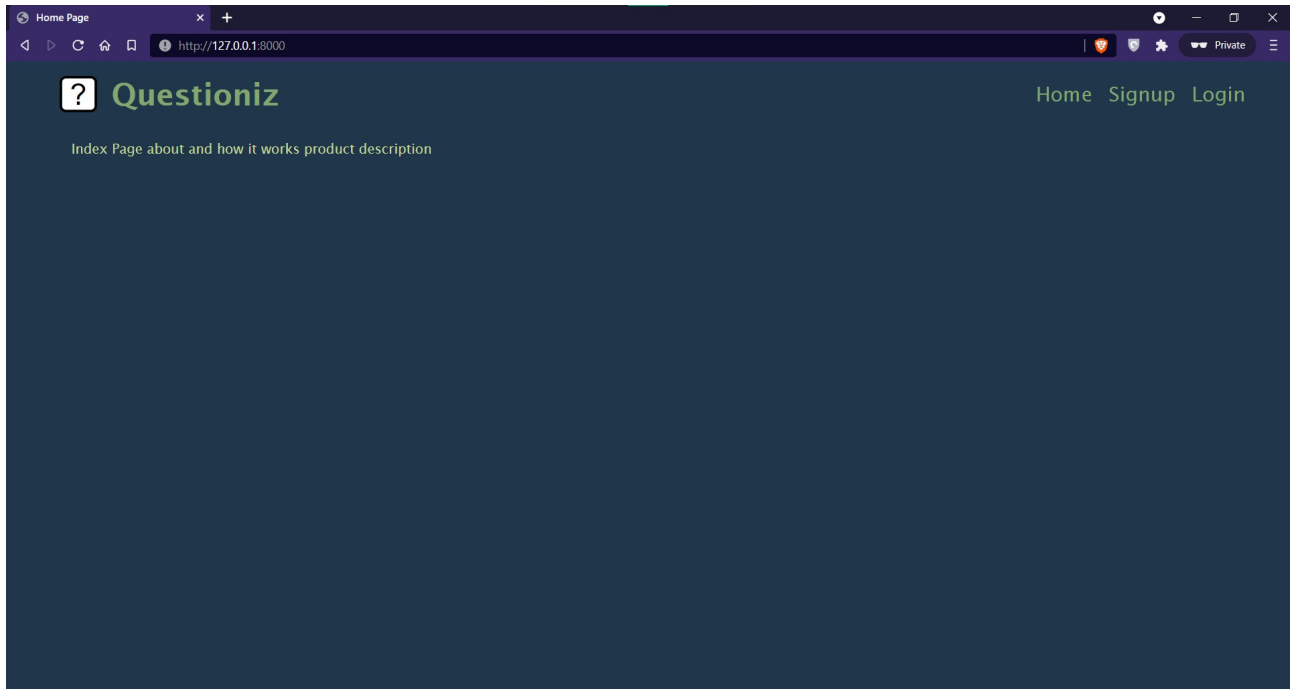 Home Page
http://127.0.0.1:8000
Private
? Questioniz
Home Signup Login
Index Page about and how it works product description